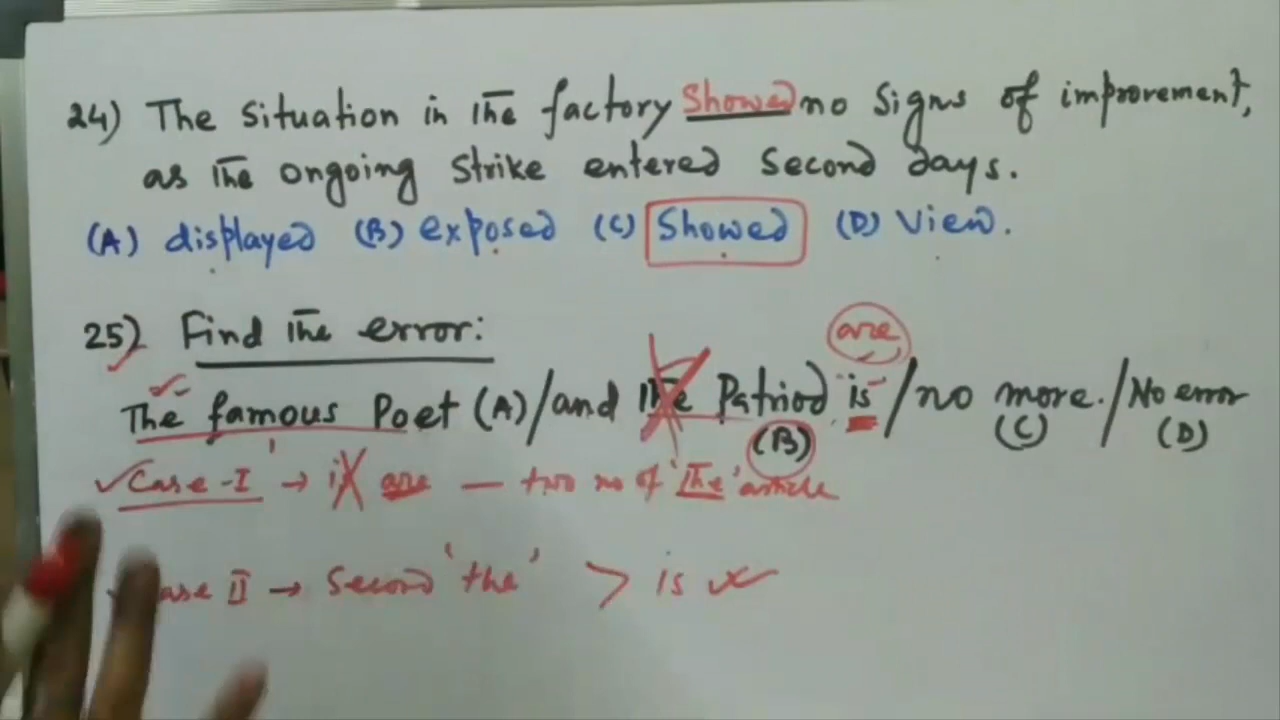 24) The Situation in the factory Showed no Signs of improvement,
as the ongoing Strike entered Second days.
(A) displayed (B) exposed (C) Showed (D) View.
25) Find the error:
are
The famous Poet (A)/and the Patriod is/no more./No error
(B) (C) (D)
Case-I → is are — two no of 'The' article
Case II → Second 'the' > is